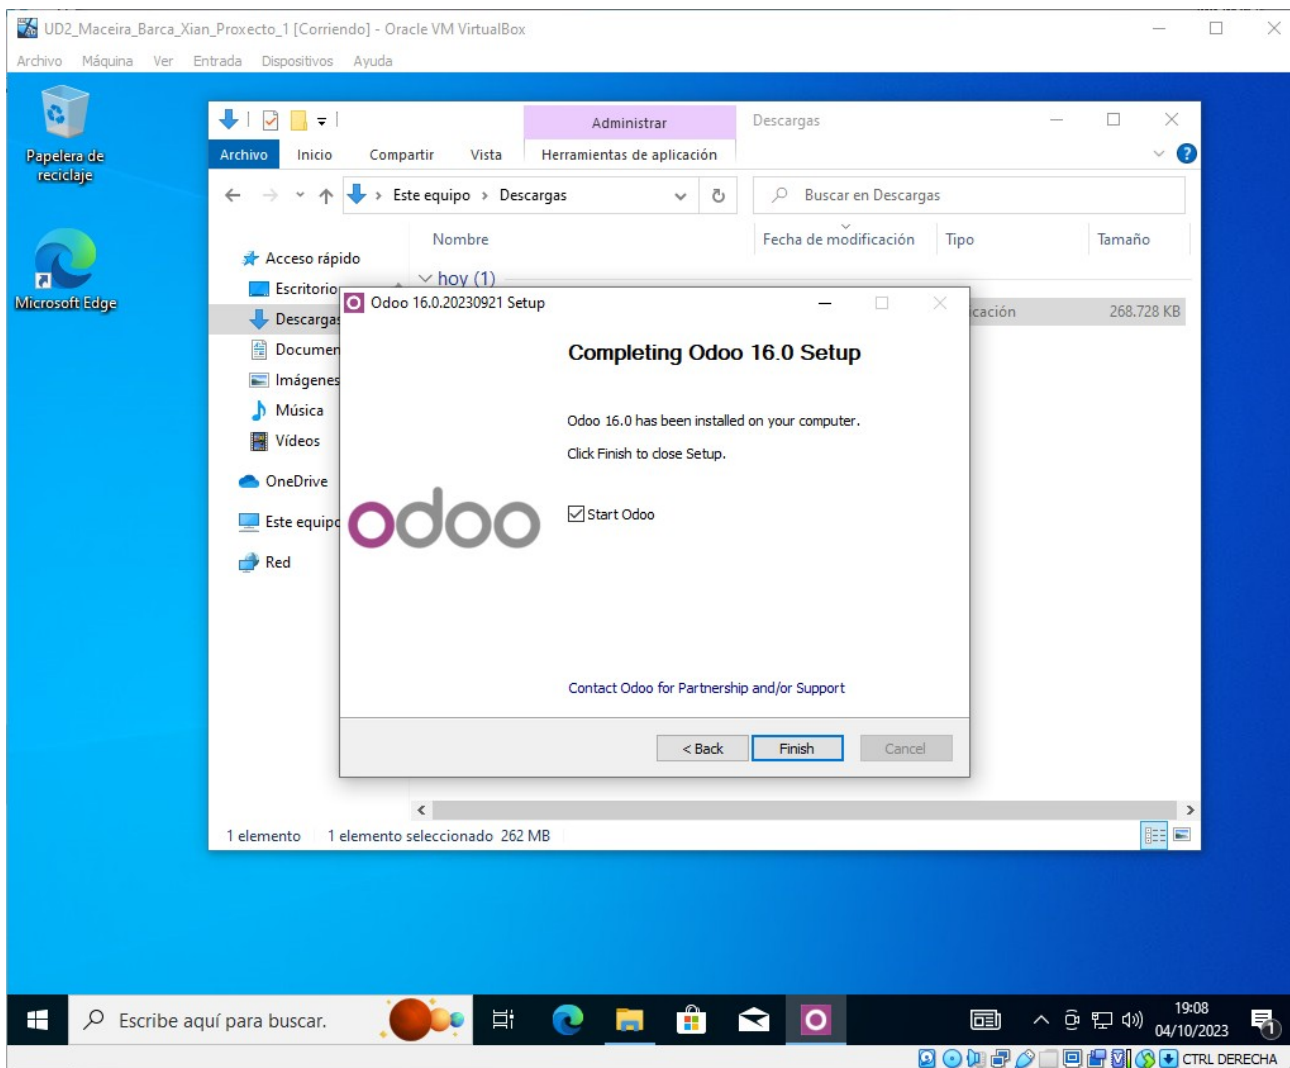 UD2_Maceira_Barca_Xian_Proxecto_1 [Corriendo] - Oracle VM VirtualBox
Archivo Máquina Ver Entrada Dispositivos Ayuda
Papelera de
reciclaje
Microsoft Edge
Administrar Descargas
Archivo Inicio Compartir Vista Herramientas de aplicación
Este equipo Descargas Buscar en Descargas
Nombre Fecha de modificación Tipo Tamaño
Acceso rápido
hoy (1)
Escritorio
Descargas
268.728 KB
Documen
Imágenes
Música
Vídeos
OneDrive
Este equipo
Red
Odoo 16.0.20230921 Setup
Completing Odoo 16.0 Setup
Odoo 16.0 has been installed on your computer.
Click Finish to close Setup.
odoo
Start Odoo
Contact Odoo for Partnership and/or Support
< Back Finish Cancel
1 elemento 1 elemento seleccionado 262 MB
Escribe aquí para buscar.
19:08
04/10/2023
1
CTRL DERECHA